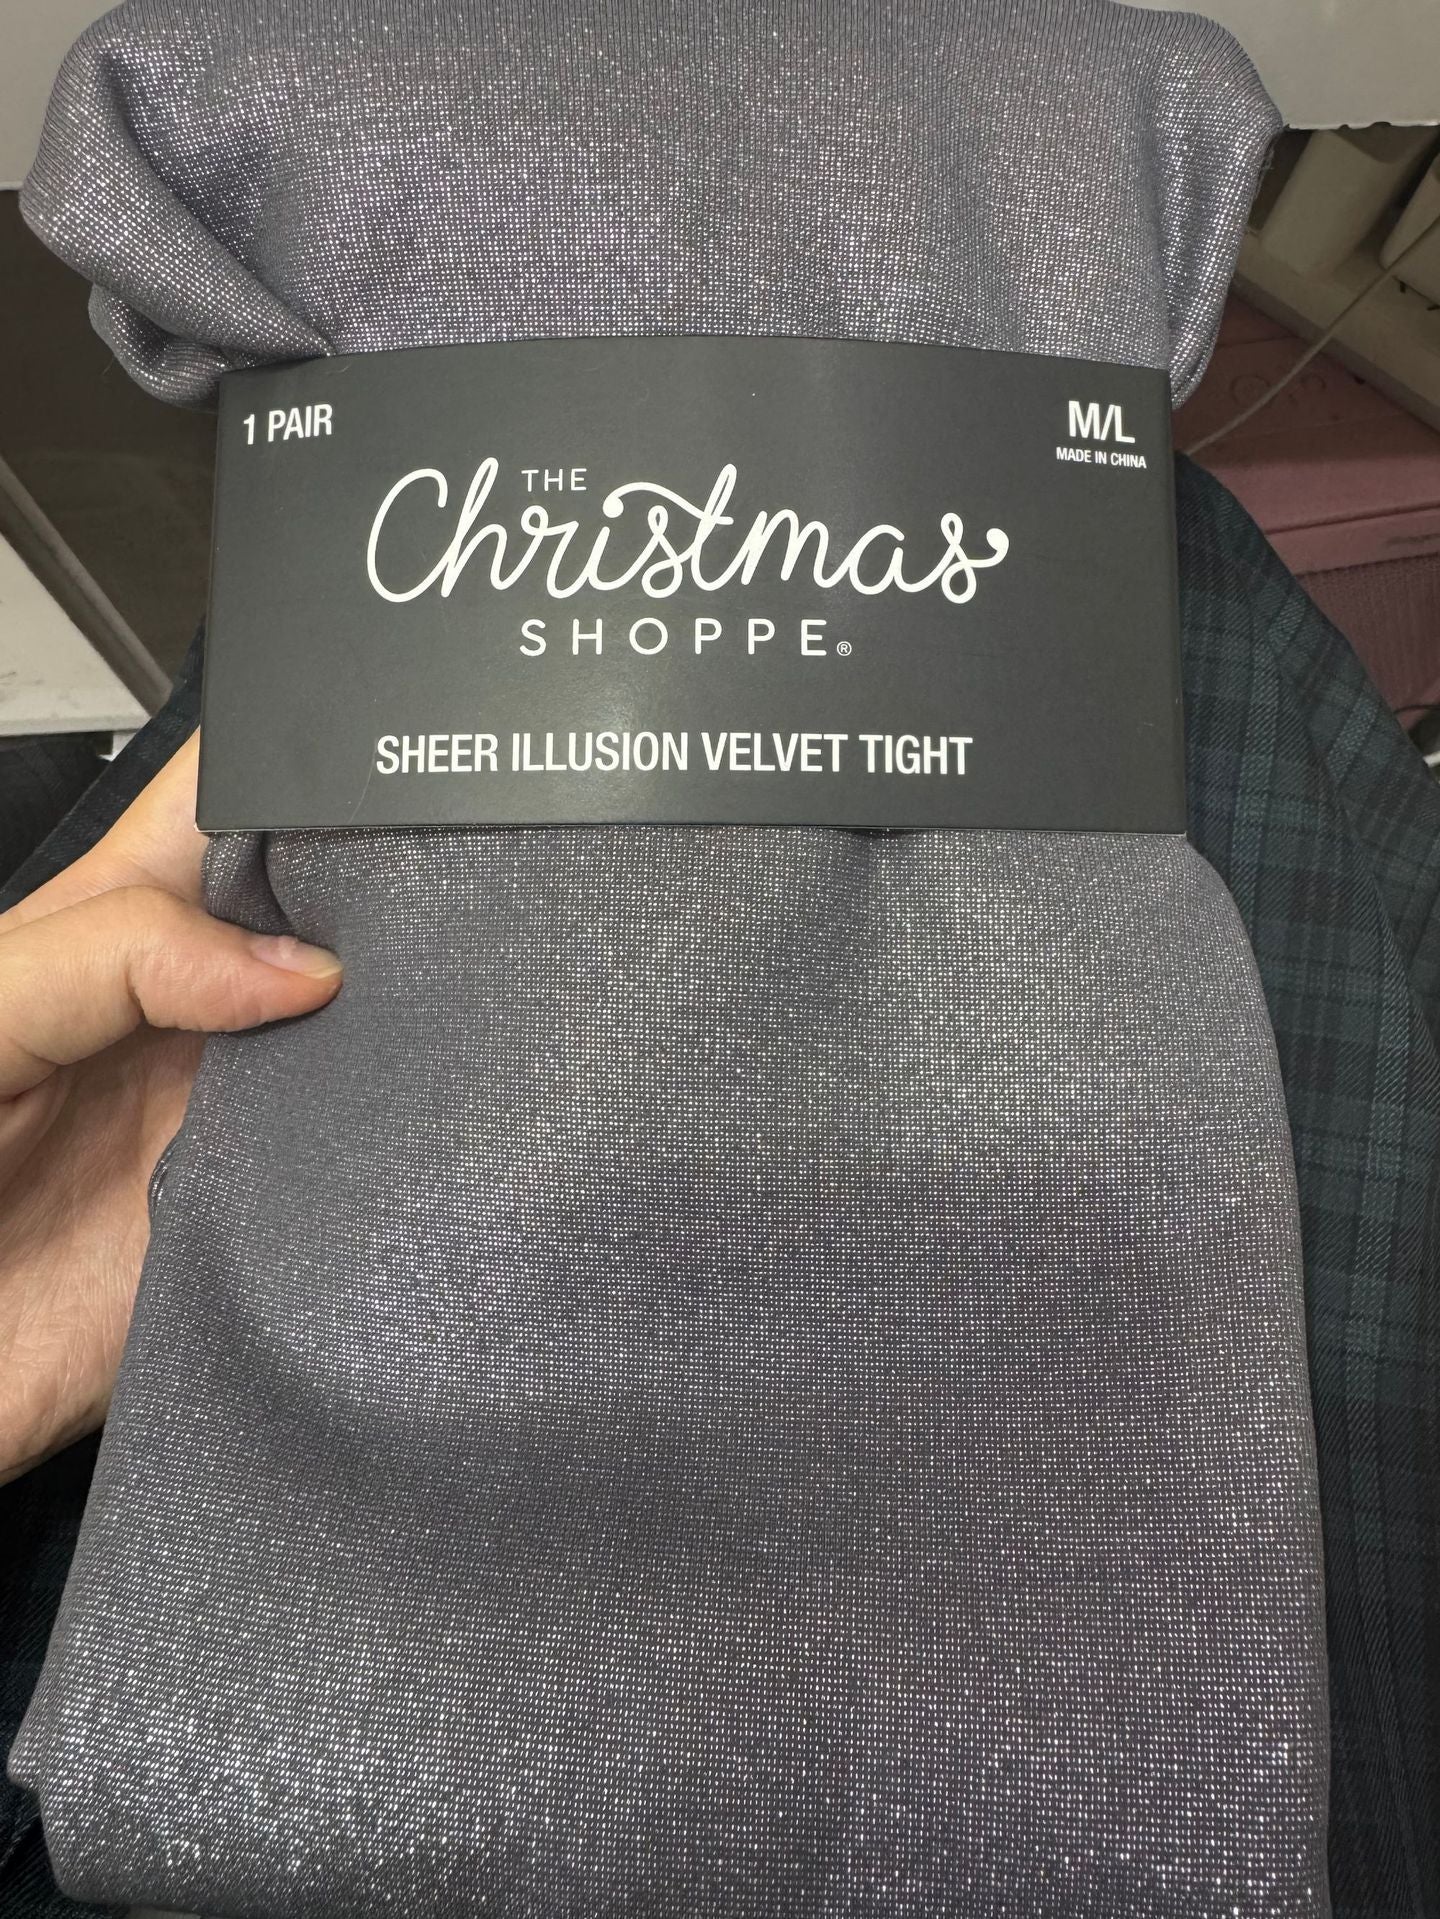 1 PAIR
M/L
MADE IN CHINA
THE
Christmas
SHOPPE®
SHEER ILLUSION VELVET TIGHT